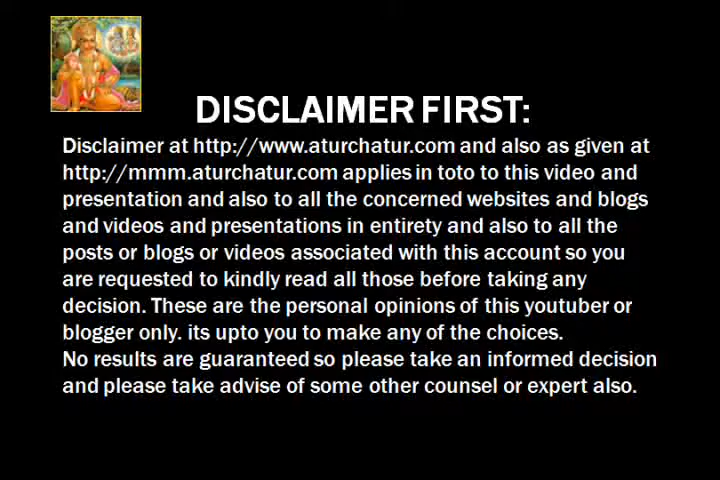 DISCLAIMER FIRST:
Disclaimer at http://www.aturchatur.com and also as given at
http://mmm.aturchatur.com applies in toto to this video and
presentation and also to all the concerned websites and blogs
and videos and presentations in entirety and also to all the
posts or blogs or videos associated with this account so you
are requested to kindly read all those before taking any
decision. These are the personal opinions of this youtuber or
blogger only. its upto you to make any of the choices.
No results are guaranteed so please take an informed decision
and please take advise of some other counsel or expert also.